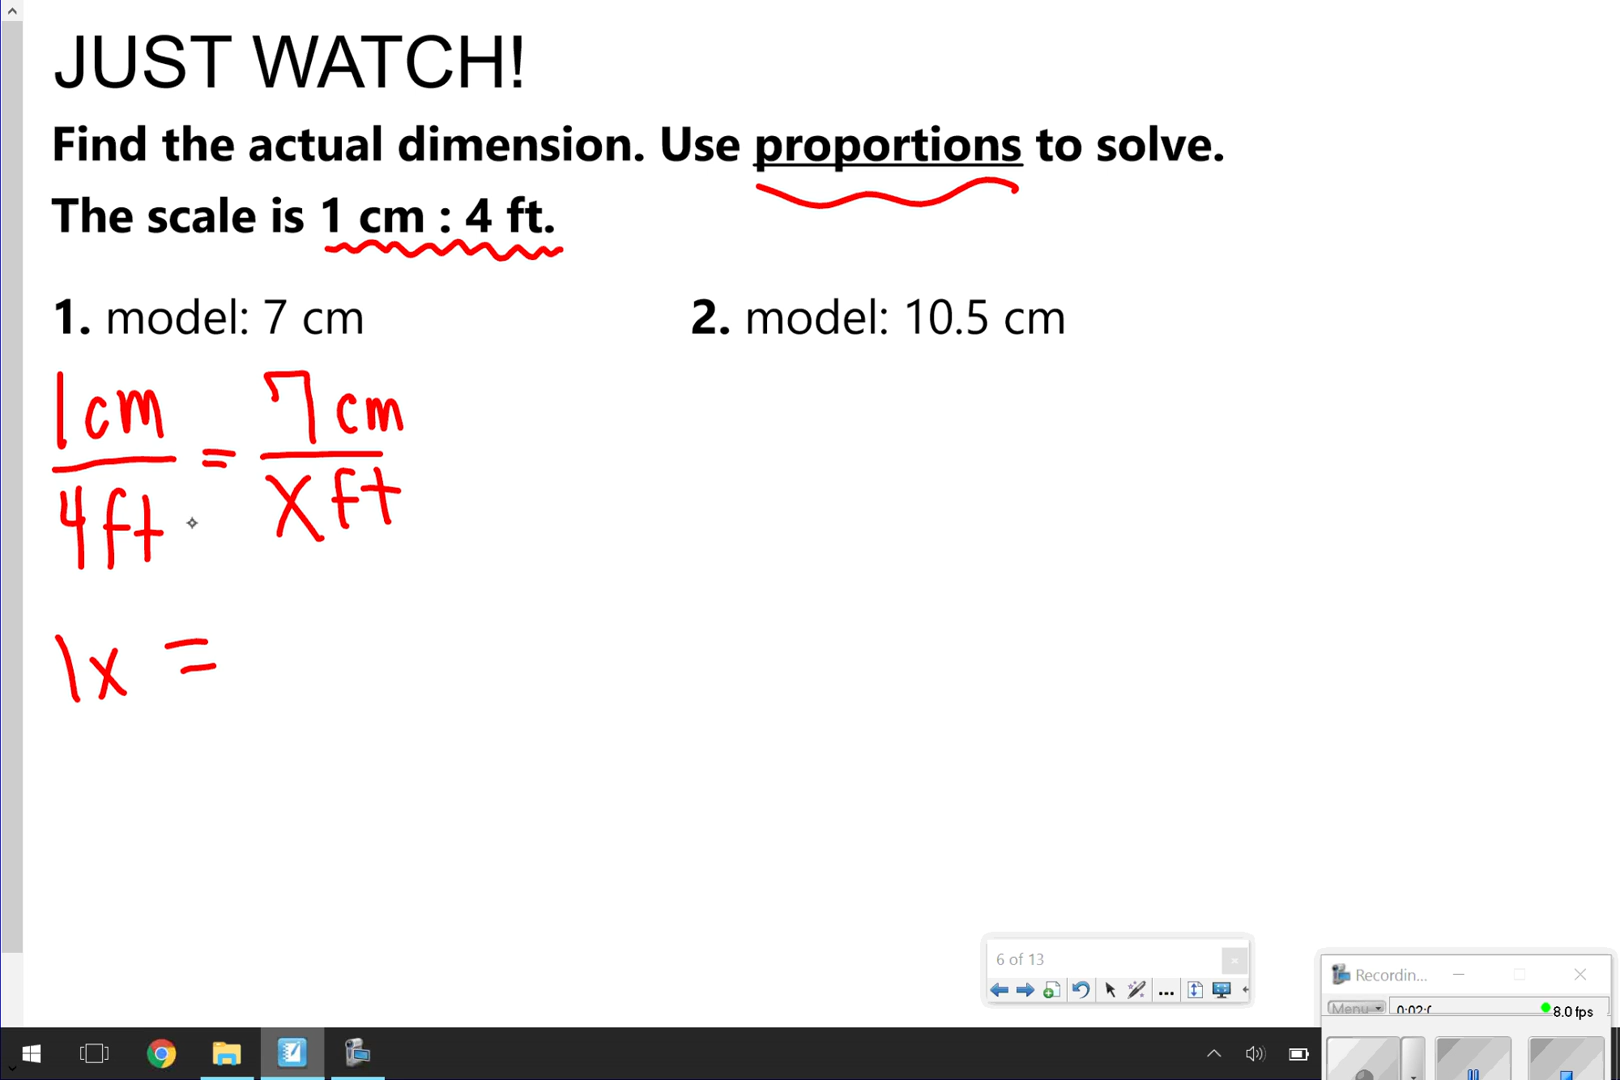 JUST WATCH!
Find the actual dimension. Use proportions to solve.
The scale is 1 cm : 4 ft.
1. model: 7 cm
2. model: 10.5 cm
1cm
4ft
=
7cm
xft
1x =
6 of 13
Recordin...
Menu
8.0 fps